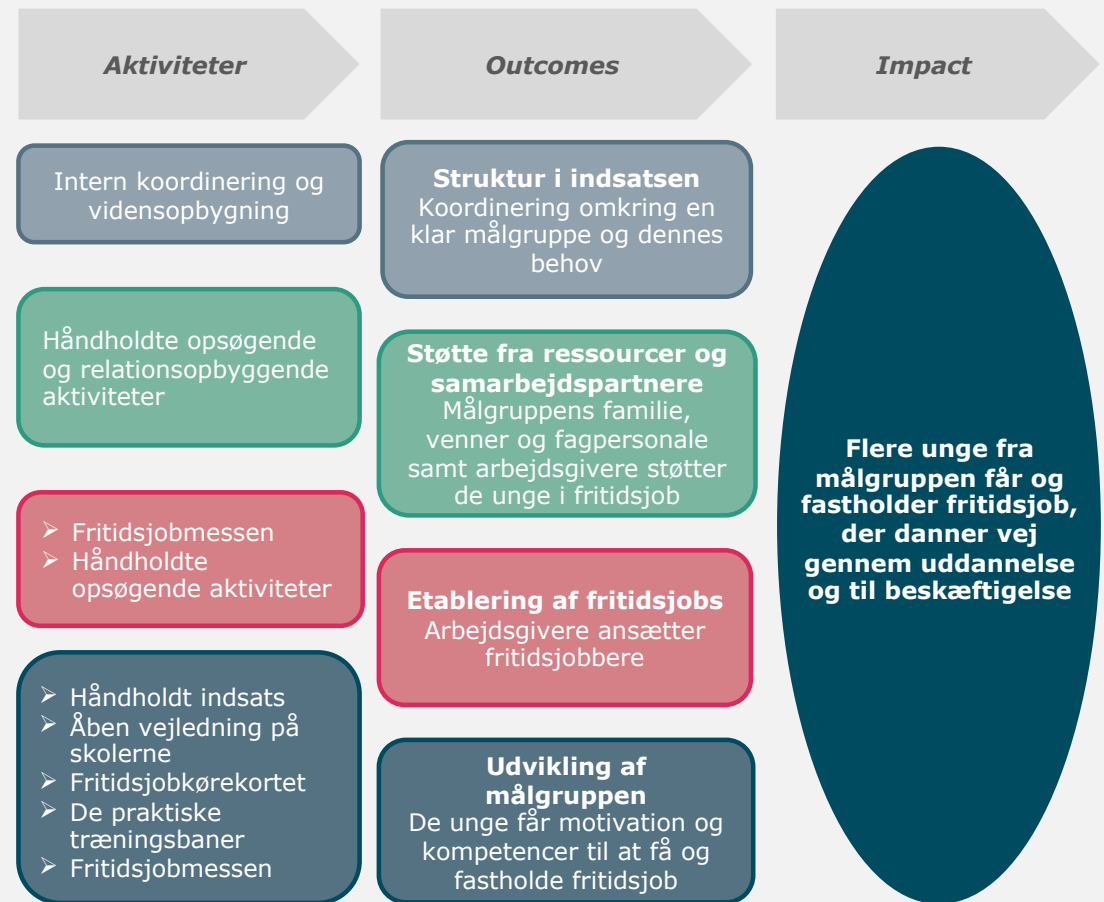 Aktiviteter
Outcomes
Impact
Intern koordinering og
vidensopbygning
Håndholdte opsøgende
og relationsopbyggende
aktiviteter
➢ Fritidsjobmessen
➢ Håndholdte
opsøgende aktiviteter
➢ Håndholdt indsats
➢ Åben vejledning på
skolerne
➢ Fritidsjobkørekortet
➢ De praktiske
træningsbaner
➢ Fritidsjobmessen
Struktur i indsatsen
Koordinering omkring en
klar målgruppe og dennes
behov
Støtte fra ressourcer og
samarbejdspartnere
Målgruppens familie,
venner og fagpersonale
samt arbejdsgivere støtter
de unge i fritidsjob
Etablering af fritidsjobs
Arbejdsgivere ansætter
fritidsjobbere
Udvikling af
målgruppen
De unge får motivation og
kompetencer til at få og
fastholde fritidsjob
Flere unge fra
målgruppen får og
fastholder fritidsjob,
der danner vej
gennem uddannelse
og til beskæftigelse